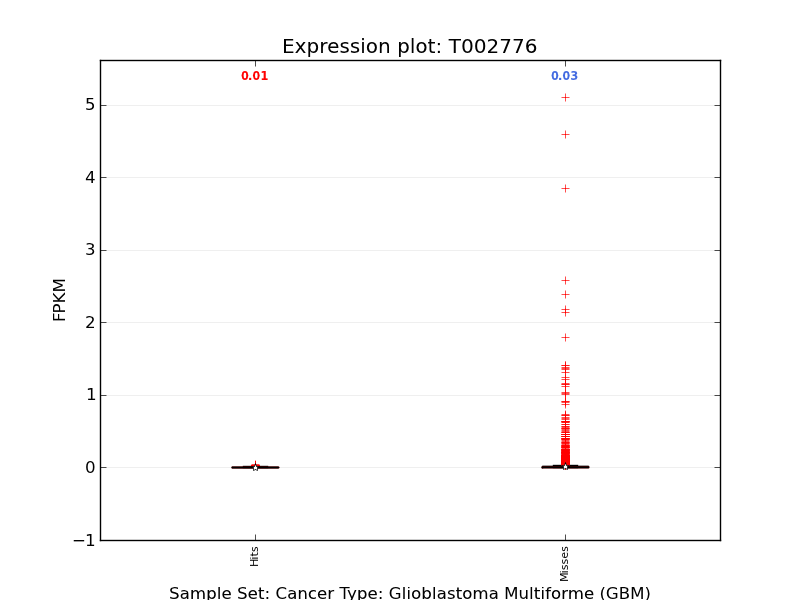 Expression plot: T002776
0.01
0.03
5
4
3
2
1
0
−1
FPKM
Hits
Misses
Sample Set: Cancer Type: Glioblastoma Multiforme (GBM)